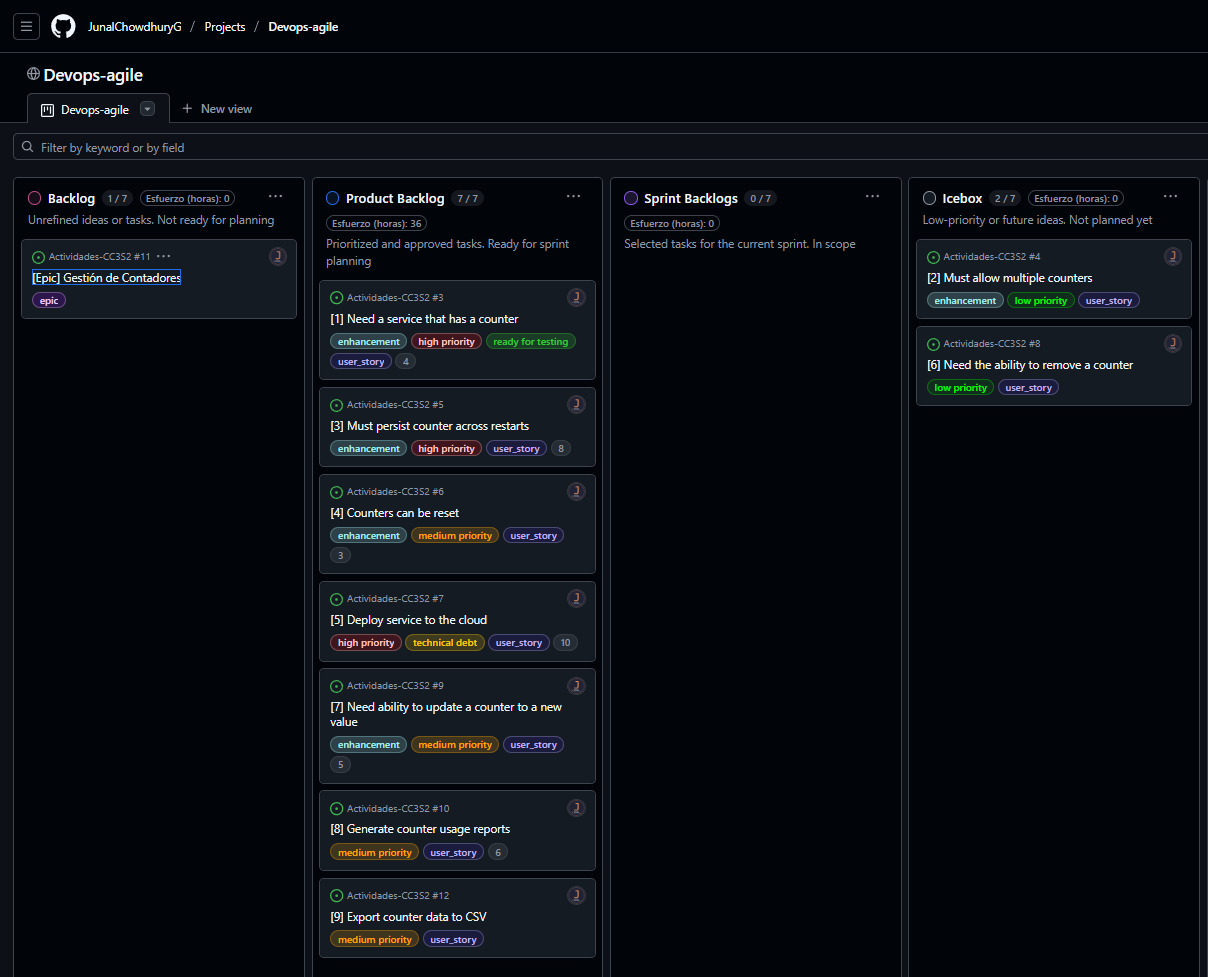 JunalChowdhuryG / Projects / Devops-agile
Devops-agile
Devops-agile
New view
Filter by keyword or by field
Backlog 1 / 7 Esfuerzo (horas): 0
Unrefined ideas or tasks. Not ready for planning
Actividades-CC3S2 #11
J
[Epic] Gestión de Contadores
epic
Product Backlog 7 / 7
Esfuerzo (horas): 36
Prioritized and approved tasks. Ready for sprint
planning
Actividades-CC3S2 #3
J
[1] Need a service that has a counter
enhancement high priority ready for testing
user_story 4
Actividades-CC3S2 #5
J
[3] Must persist counter across restarts
enhancement high priority user_story 8
Actividades-CC3S2 #6
J
[4] Counters can be reset
enhancement medium priority user_story
3
Actividades-CC3S2 #7
J
[5] Deploy service to the cloud
high priority technical debt user_story 10
Actividades-CC3S2 #9
J
[7] Need ability to update a counter to a new
value
enhancement medium priority user_story
5
Actividades-CC3S2 #10
J
[8] Generate counter usage reports
medium priority user_story 6
Actividades-CC3S2 #12
J
[9] Export counter data to CSV
medium priority user_story
Sprint Backlogs 0 / 7
Esfuerzo (horas): 0
Selected tasks for the current sprint. In scope
Icebox 2 / 7 Esfuerzo (horas): 0
Low-priority or future ideas. Not planned yet
Actividades-CC3S2 #4
J
[2] Must allow multiple counters
enhancement low priority user_story
Actividades-CC3S2 #8
J
[6] Need the ability to remove a counter
low priority user_story